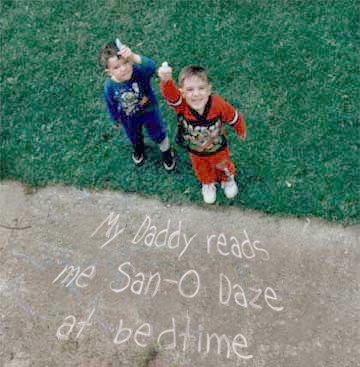 My Daddy reads
me San-O Daze
at bedtime